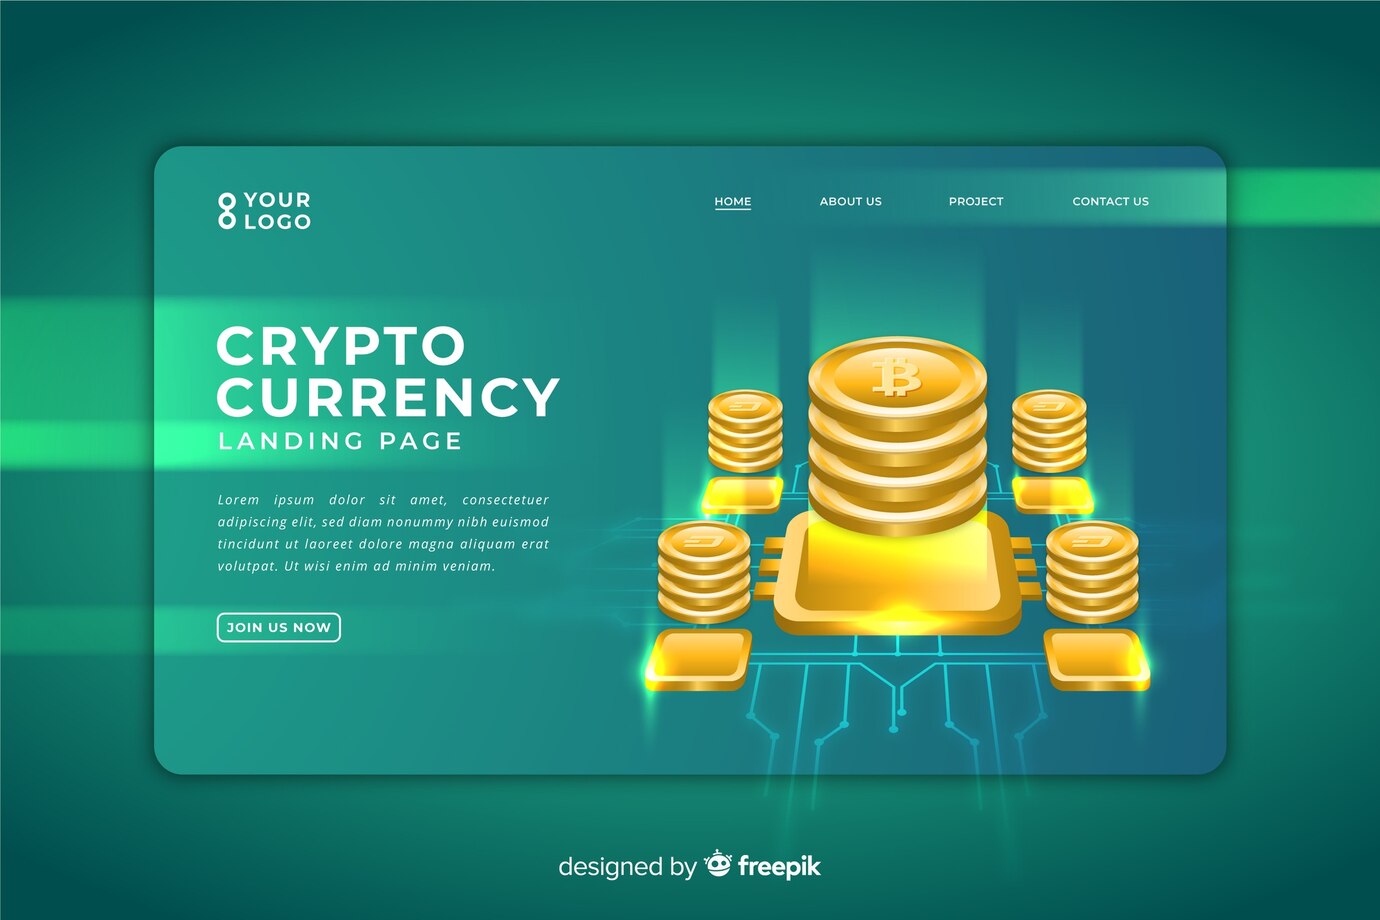 YOUR
LOGO
HOME ABOUT US PROJECT CONTACT US
CRYPTO
CURRENCY
LANDING PAGE
Lorem ipsum dolor sit amet, consectetuer
adipiscing elit, sed diam nonummy nibh euismod
tincidunt ut laoreet dolore magna aliquam erat
volutpat. Ut wisi enim ad minim veniam.
JOIN US NOW
designed by freepik